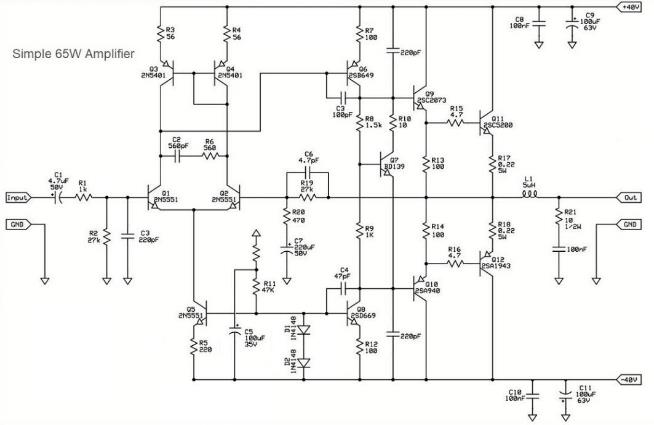 Simple 65W Amplifier
R3
56
R4
56
R7
100
220pF
C8
100nF
C9
100uF
63V
+40V
Q3
2N5401
Q4
2N5401
Q6
2SB649
C3
100pF
R8
1.5k
R10
10
Q9
2SC2073
R15
4.7
Q11
2SC5200
C2
560pF
R6
560
C6
4.7pF
R19
27k
Q7
BD139
R13
100
R17
0.22
5W
L1
5uH
Input
C1
4.7uF
50V
R1
1k
Q1
2N5551
Q2
2N5551
Out
GND
R2
27k
C3
220pF
R20
470
C7
220uF
50V
R9
1K
R14
100
R18
0.22
5W
R21
10
1/2W
GND
R16
4.7
Q12
2SA1943
100nF
R11
47K
C4
47pF
Q10
2SA940
Q5
2N5551
C5
100uF
35V
D1
1N4148
Q8
2SD669
220pF
R5
220
D2
1N4148
R12
100
-40V
C10
100nF
C11
100uF
63V